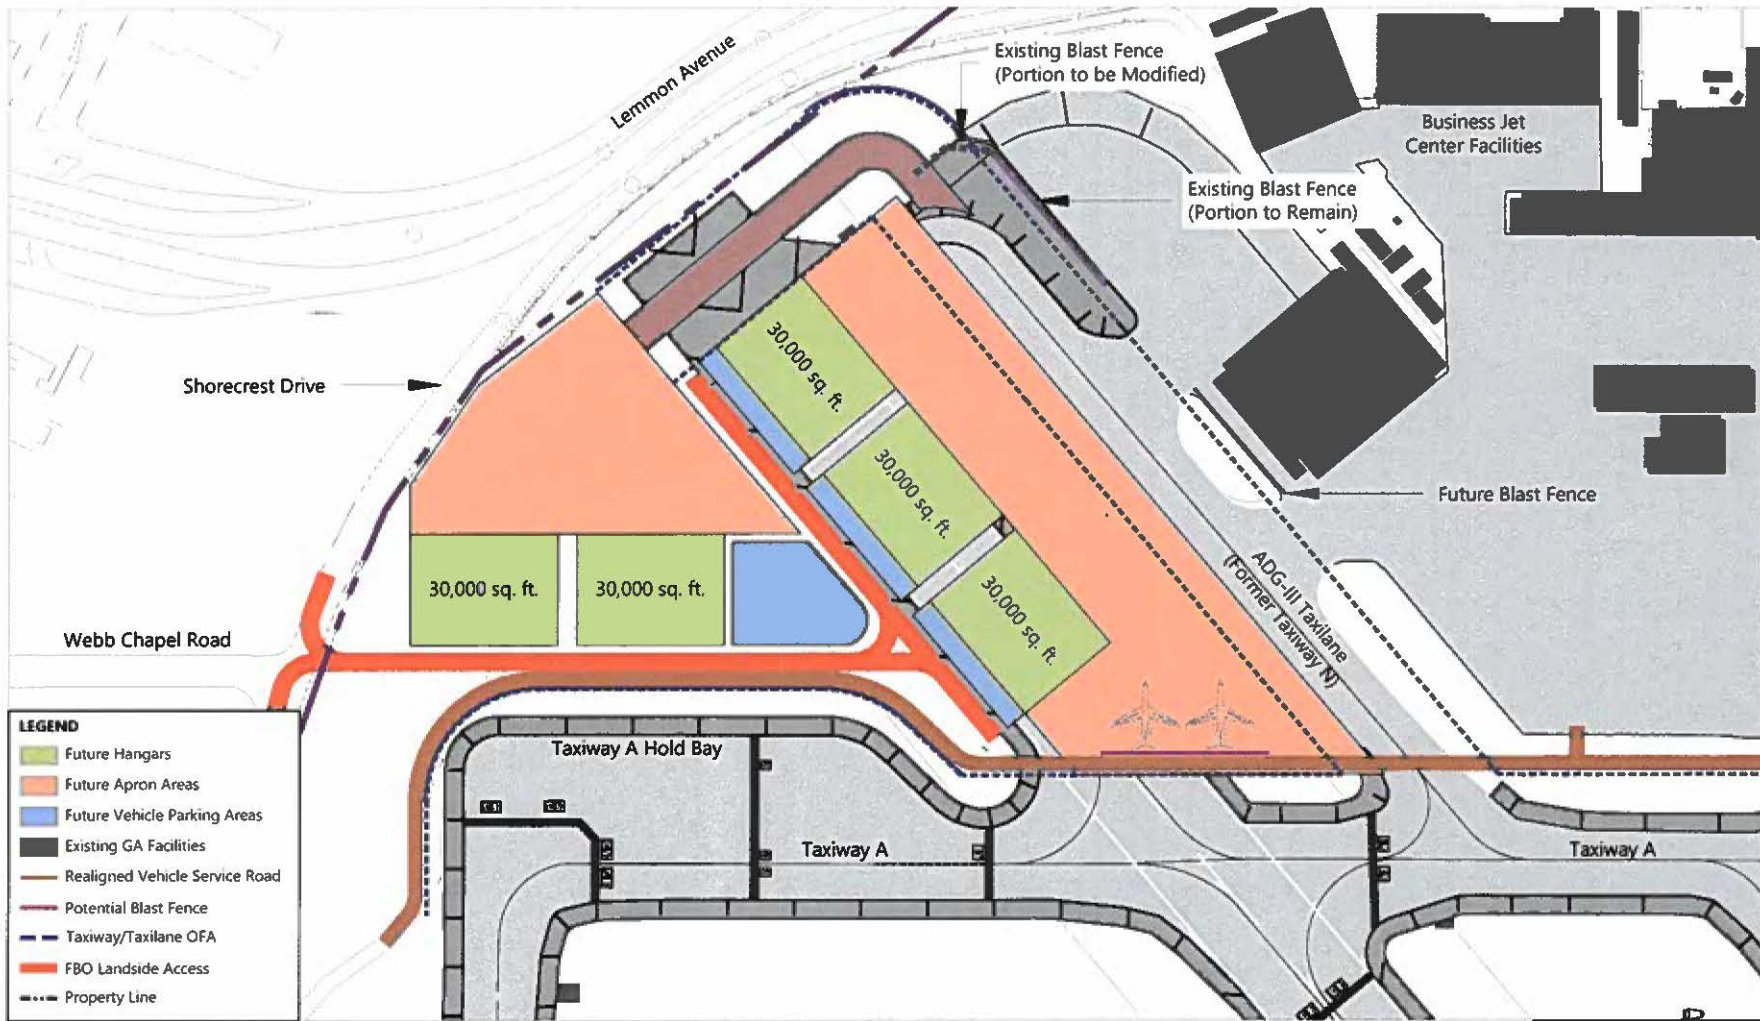 Lemmon Avenue
Existing Blast Fence
(Portion to be Modified)
Business Jet
Center Facilities
Existing Blast Fence
(Portion to Remain)
Shorecrest Drive
30,000 sq. ft.
30,000 sq. ft.
30,000 sq. ft.
Future Blast Fence
30,000 sq. ft.
30,000 sq. ft.
ADG-III Taxilane
(Former Taxiway N)
Webb Chapel Road
LEGEND
Future Hangars
Future Apron Areas
Future Vehicle Parking Areas
Existing GA Facilities
Realigned Vehicle Service Road
Potential Blast Fence
Taxiway/Taxilane OFA
FBO Landside Access
Property Line
Taxiway A Hold Bay
Taxiway A
Taxiway A